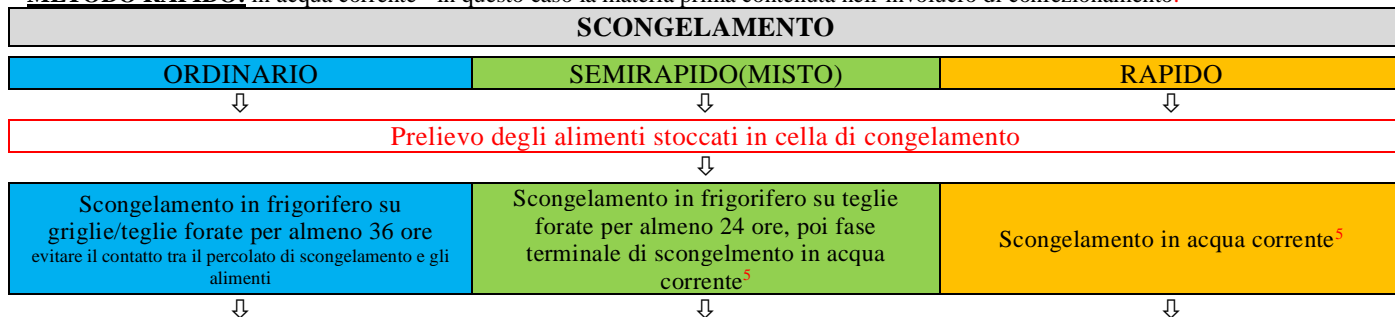 METODO RAPIDO: in acqua corrente - in questo caso la materia prima contenuta nell'involucro di confezionamento.
SCONGELAMENTO
ORDINARIO SEMIRAPIDO(MISTO) RAPIDO
⇩ ⇩ ⇩
Prelievo degli alimenti stoccati in cella di congelamento
⇩
Scongelamento in frigorifero su
griglie/teglie forate per almeno 36 ore
evitare il contatto tra il percolato di scongelamento e gli
alimenti
Scongelamento in frigorifero su teglie
forate per almeno 24 ore, poi fase
terminale di scongelmento in acqua
corrente5
Scongelamento in acqua corrente5
⇩ ⇩ ⇩